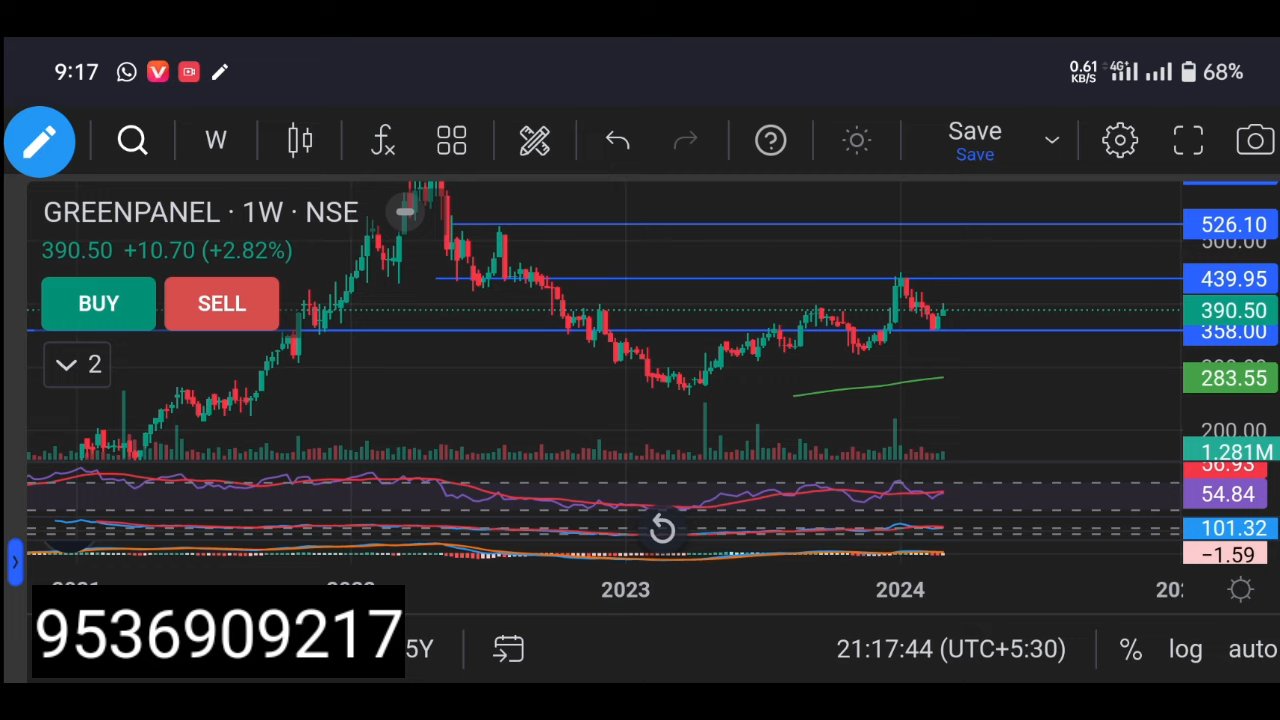 9:17
0.61 KB/S 4G+ 68%
W
Save
Save
GREENPANEL · 1W · NSE
390.50 +10.70 (+2.82%)
BUY
SELL
2
526.10
500.00
439.95
390.50
358.00
283.55
200.00
1.281M
56.93
54.84
101.32
−1.59
2023
2024
9536909217
5Y
21:17:44 (UTC+5:30)
%
log
auto